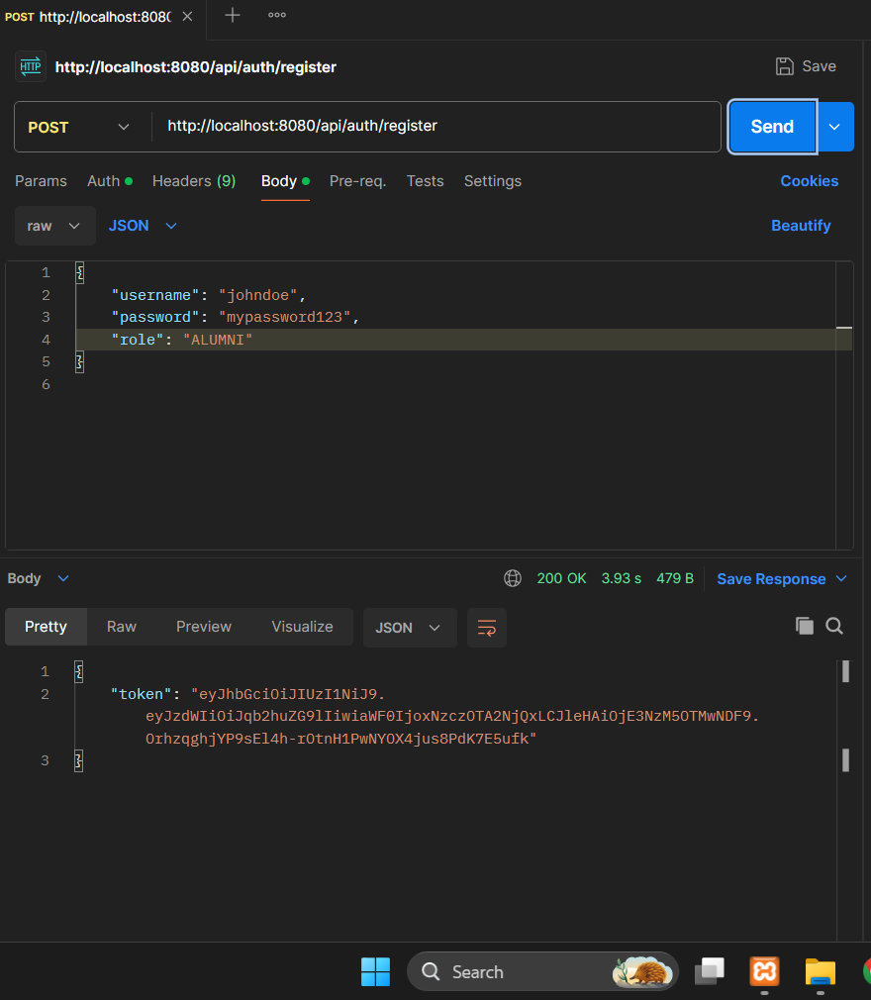 POST http://localhost:8080
http://localhost:8080/api/auth/register
Save
POST
http://localhost:8080/api/auth/register
Send
Params Auth Headers (9) Body Pre-req. Tests Settings Cookies
raw JSON Beautify
1 {
2 "username": "johndoe",
3 "password": "mypassword123",
4 "role": "ALUMNI"
5 }
6
Body 200 OK 3.93 s 479 B Save Response
Pretty Raw Preview Visualize JSON
1 {
2 "token": "eyJhbGciOiJIUzI1NiJ9.
eyJzdWIiOiJqb2huZG9lIiwiaWF0IjoxNzczOTA2NjQxLCJleHAiOjE3NzM5OTMwNDF9.
OrhzqghjYP9sEl4h-rOtnH1PwNYOX4jus8PdK7E5ufk"
3 }
Search